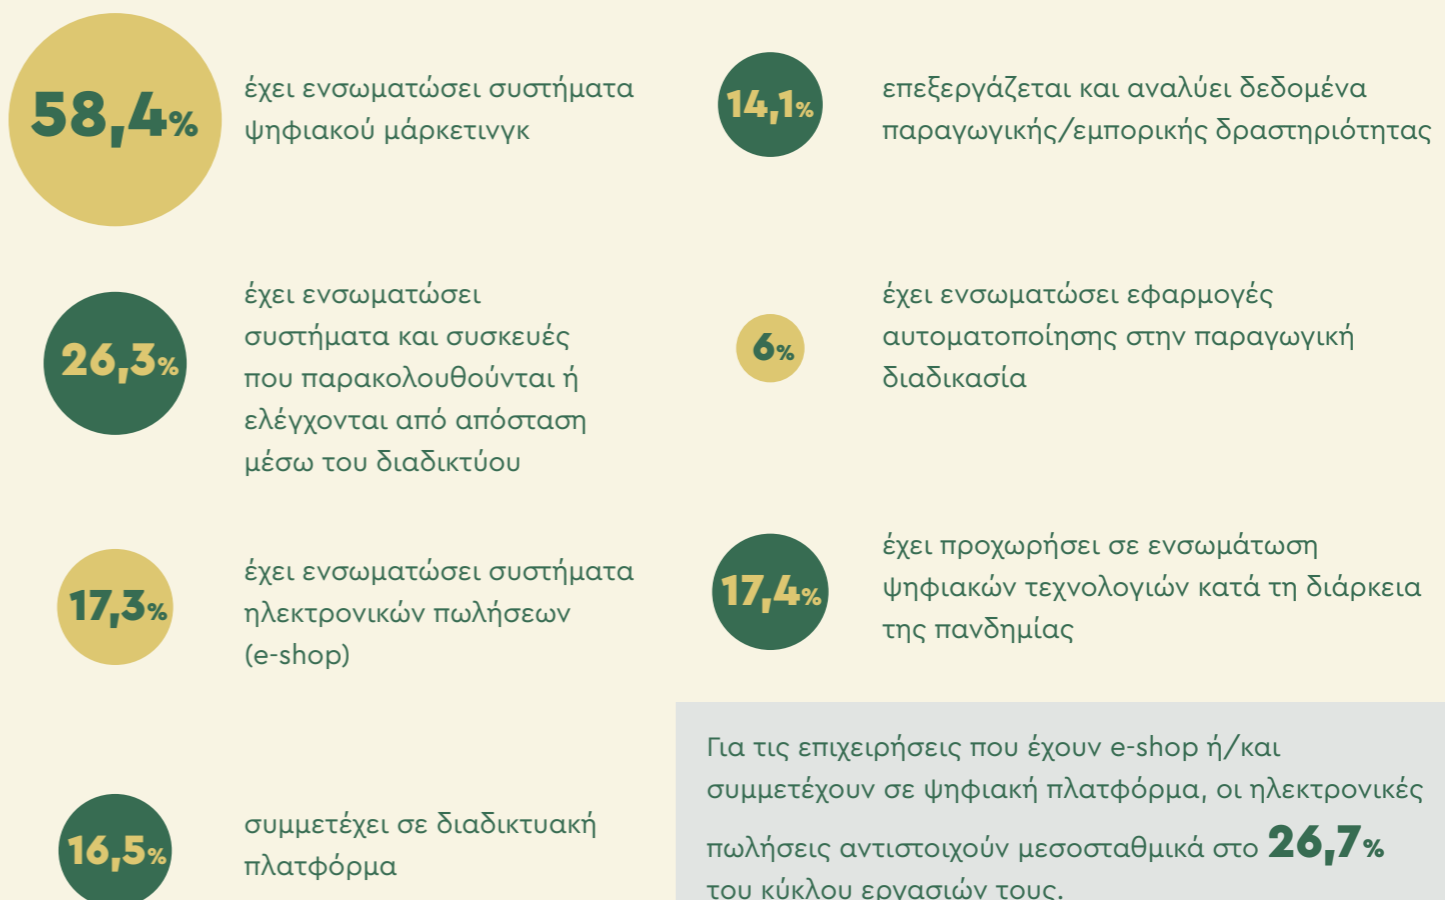 58,4%
έχει ενσωματώσει συστήματα
ψηφιακού μάρκετινγκ
26,3%
έχει ενσωματώσει
συστήματα και συσκευές
που παρακολουθούνται ή
ελέγχονται από απόσταση
μέσω του διαδικτύου
17,3%
έχει ενσωματώσει συστήματα
ηλεκτρονικών πωλήσεων
(e-shop)
16,5%
συμμετέχει σε διαδικτυακή
πλατφόρμα
14,1%
επεξεργάζεται και αναλύει δεδομένα
παραγωγικής/εμπορικής δραστηριότητας
6%
έχει ενσωματώσει εφαρμογές
αυτοματοποίησης στην παραγωγική
διαδικασία
17,4%
έχει προχωρήσει σε ενσωμάτωση
ψηφιακών τεχνολογιών κατά τη διάρκεια
της πανδημίας
Για τις επιχειρήσεις που έχουν e-shop ή/και
συμμετέχουν σε ψηφιακή πλατφόρμα, οι ηλεκτρονικές
πωλήσεις αντιστοιχούν μεσοσταθμικά στο 26,7%
του κύκλου εργασιών τους.